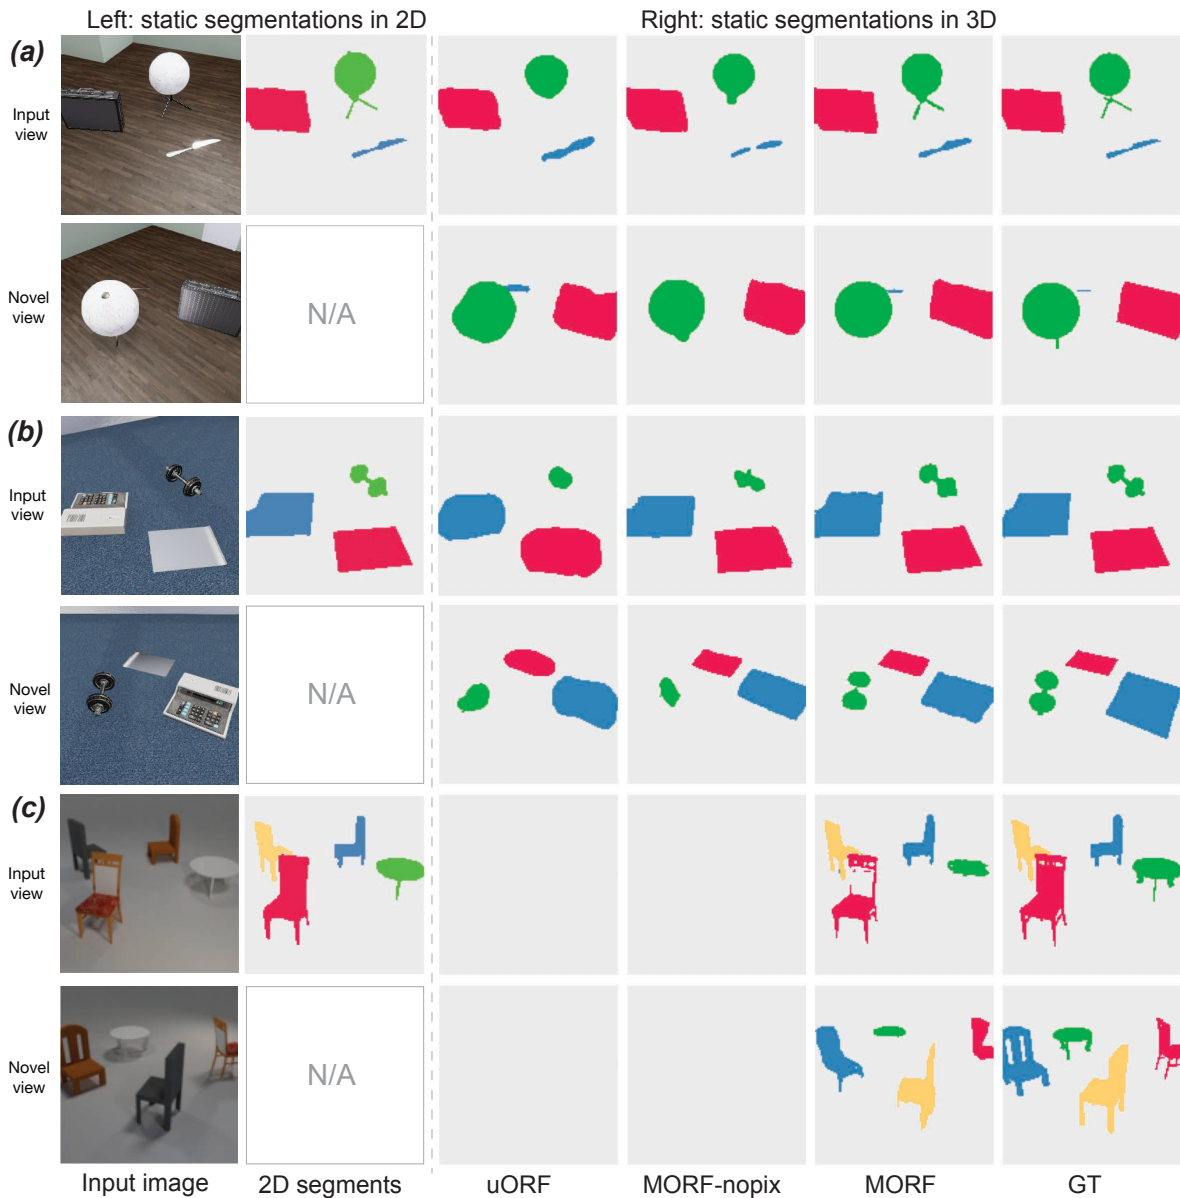 Left: static segmentations in 2D
Right: static segmentations in 3D
(a)
Input
view
Novel
view
N/A
(b)
Input
view
Novel
view
N/A
(c)
Input
view
Novel
view
N/A
Input image
2D segments
uORF
MORF-nopix
MORF
GT